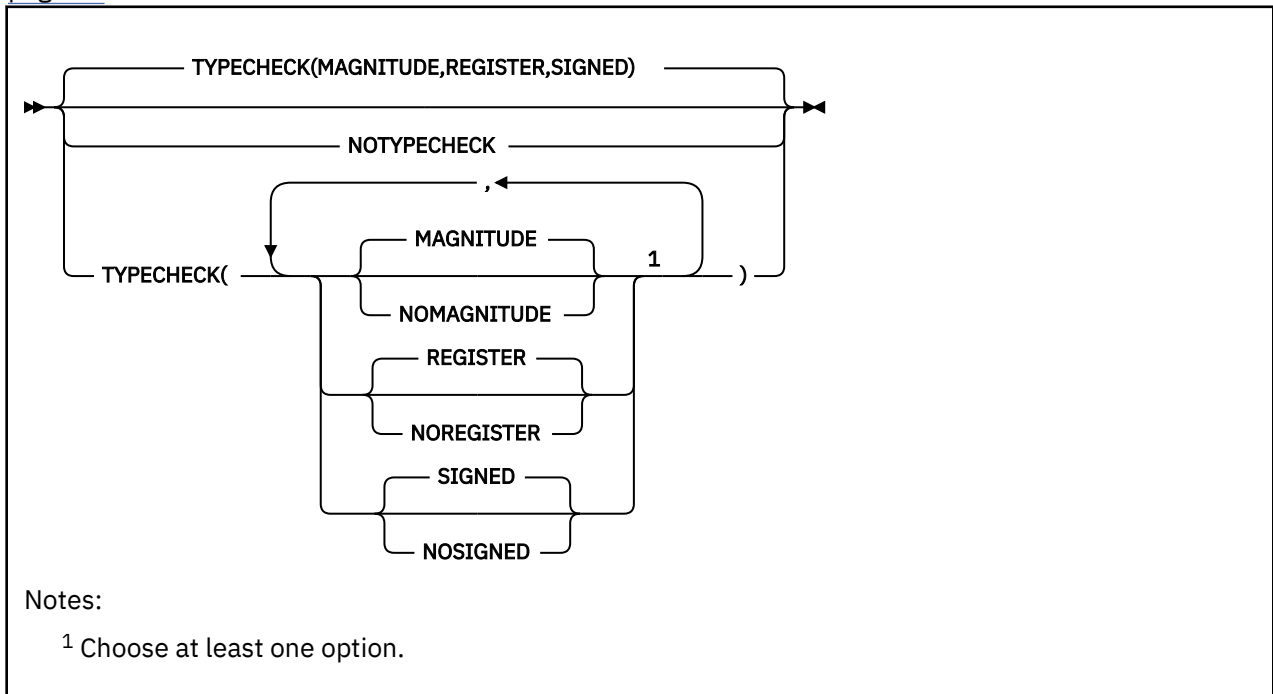 TYPECHECK(MAGNITUDE,REGISTER,SIGNED)
NOTYPECHECK
,
MAGNITUDE
1
TYPECHECK( )
NOMAGNITUDE
REGISTER
NOREGISTER
SIGNED
NOSIGNED
Notes:
1 Choose at least one option.